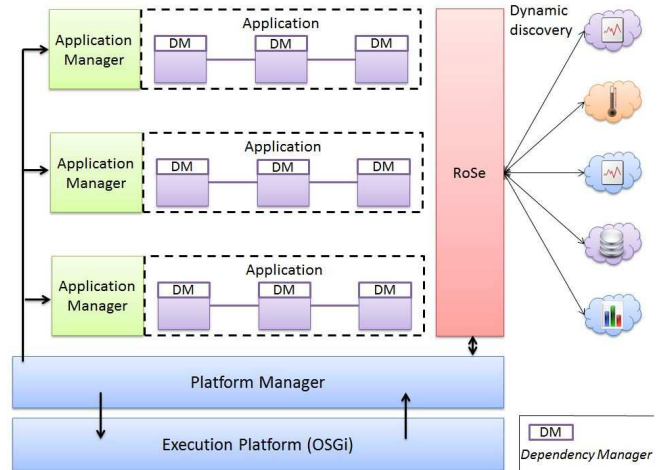 Application
Application
Manager
DM
DM
DM
Dynamic
discovery
Application
Application
Manager
DM
DM
DM
RoSe
Application
Application
Manager
DM
DM
DM
Platform Manager
Execution Platform (OSGi)
DM
Dependency Manager